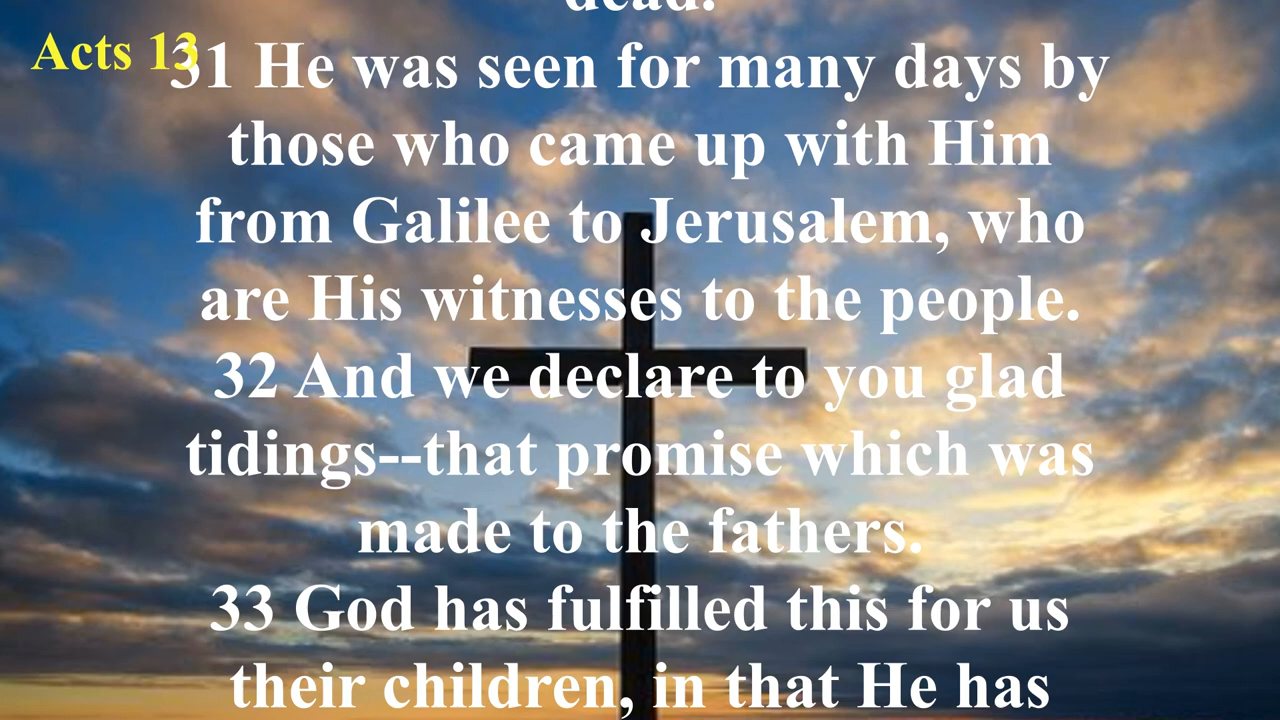 dead.
Acts 13
31 He was seen for many days by
those who came up with Him
from Galilee to Jerusalem, who
are His witnesses to the people.
32 And we declare to you glad
tidings--that promise which was
made to the fathers.
33 God has fulfilled this for us
their children, in that He has